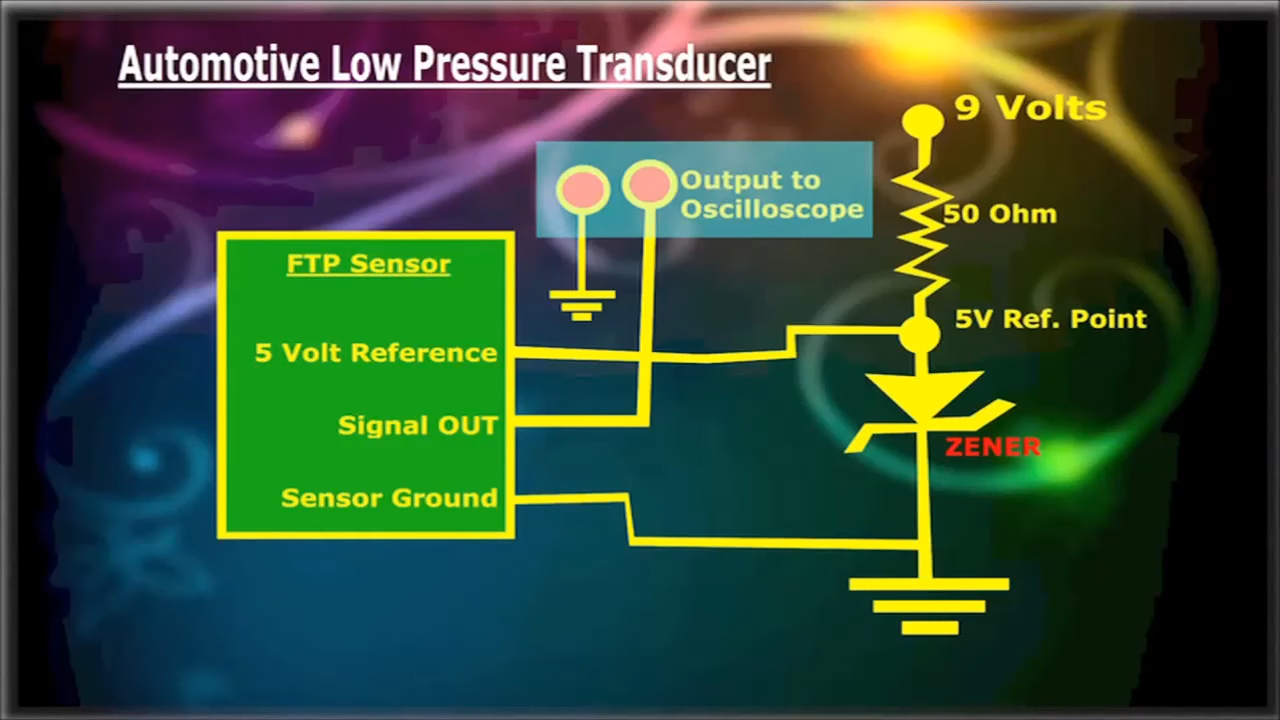 Automotive Low Pressure Transducer
9 Volts
Output to
Oscilloscope
50 Ohm
FTP Sensor
5V Ref. Point
5 Volt Reference
Signal OUT
ZENER
Sensor Ground